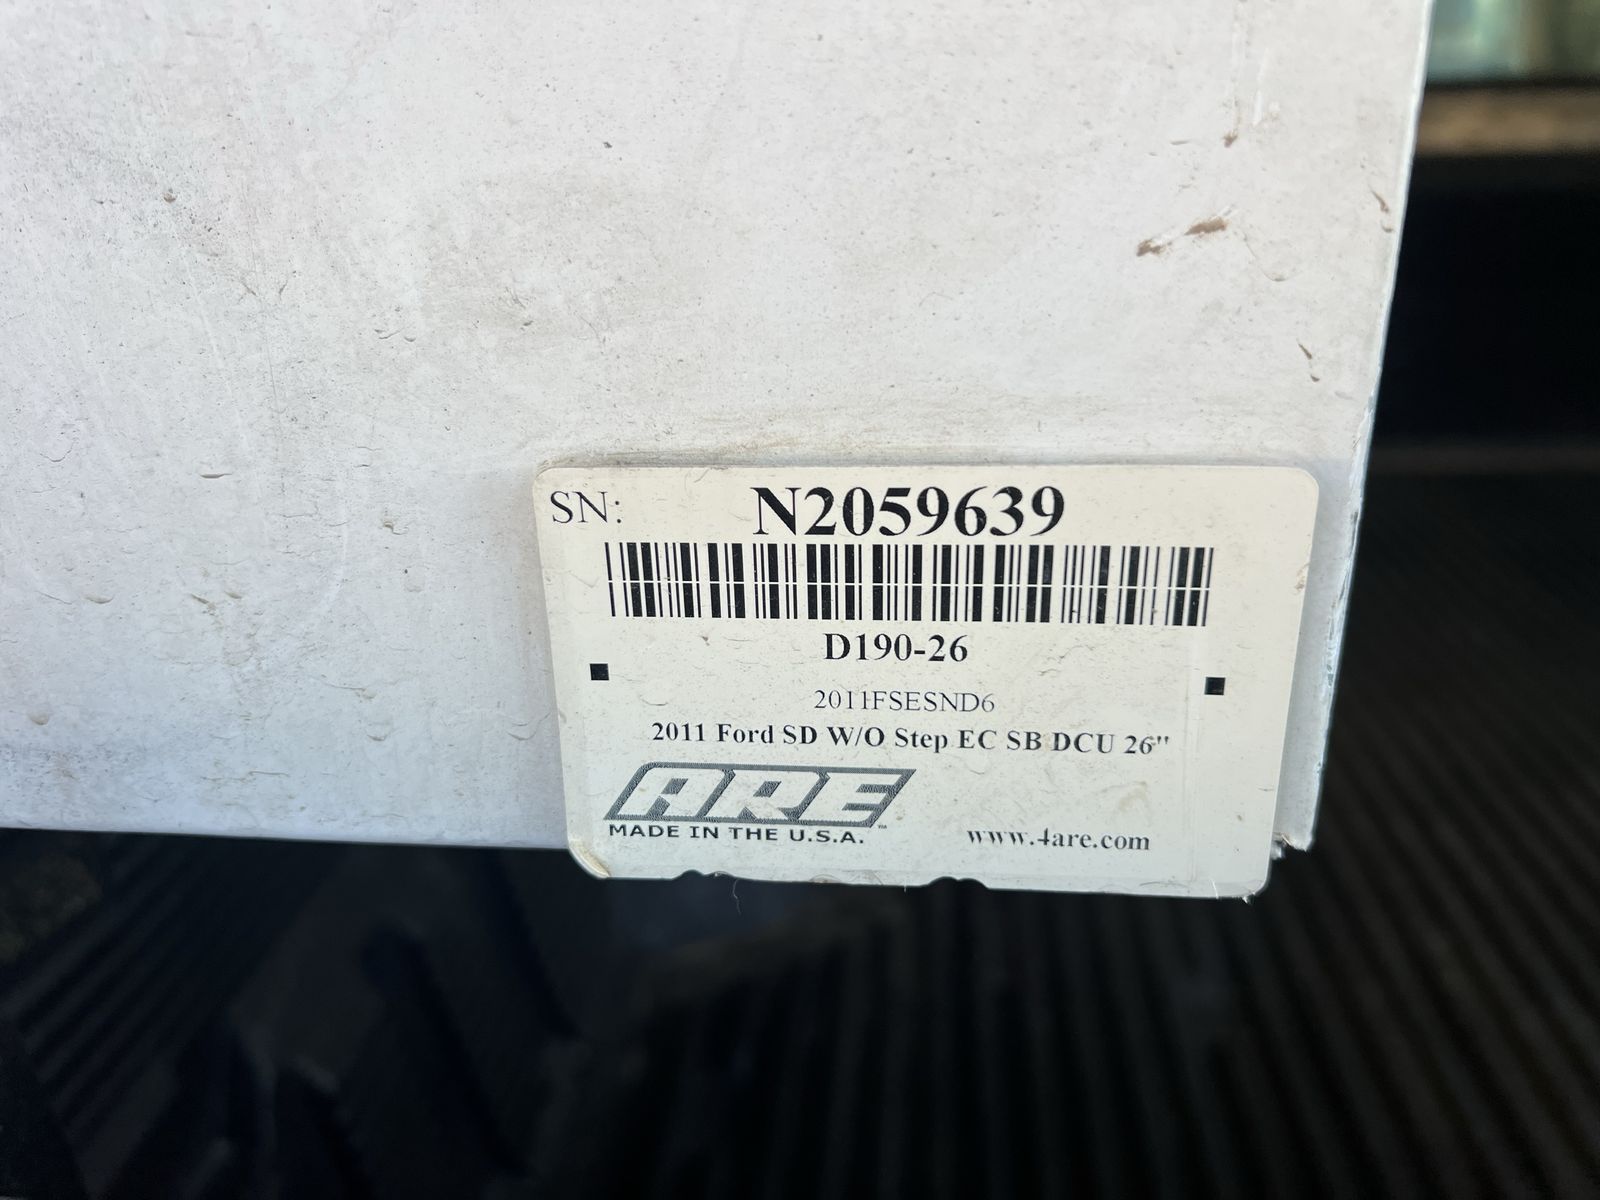 SN: N2059639
D190-26
2011FSESND6
2011 Ford SD W/O Step EC SB DCU 26"
ARE™
MADE IN THE U.S.A.
www.4are.com